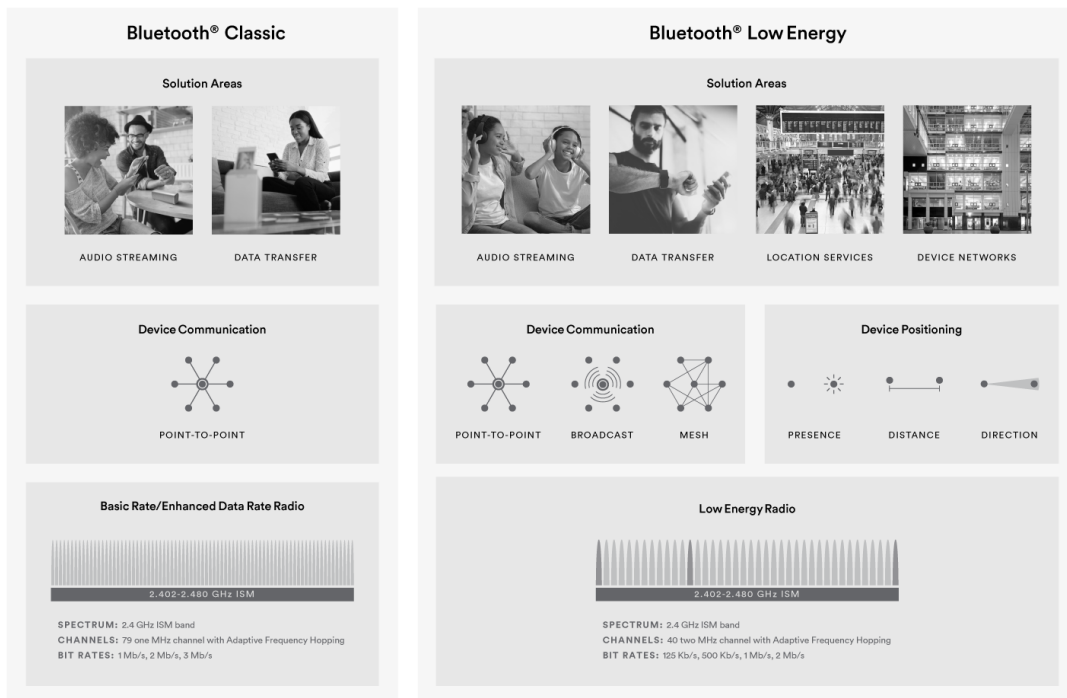 Bluetooth® Classic
Solution Areas
AUDIO STREAMING
DATA TRANSFER
Device Communication
POINT-TO-POINT
Basic Rate/Enhanced Data Rate Radio
2.402-2.480 GHz ISM
SPECTRUM: 2.4 GHz ISM band
CHANNELS: 79 one MHz channel with Adaptive Frequency Hopping
BIT RATES: 1 Mb/s, 2 Mb/s, 3 Mb/s
Bluetooth® Low Energy
Solution Areas
AUDIO STREAMING
DATA TRANSFER
LOCATION SERVICES
DEVICE NETWORKS
Device Communication
POINT-TO-POINT
BROADCAST
MESH
Device Positioning
PRESENCE
DISTANCE
DIRECTION
Low Energy Radio
2.402-2.480 GHz ISM
SPECTRUM: 2.4 GHz ISM band
CHANNELS: 40 two MHz channel with Adaptive Frequency Hopping
BIT RATES: 125 Kb/s, 500 Kb/s, 1 Mb/s, 2 Mb/s